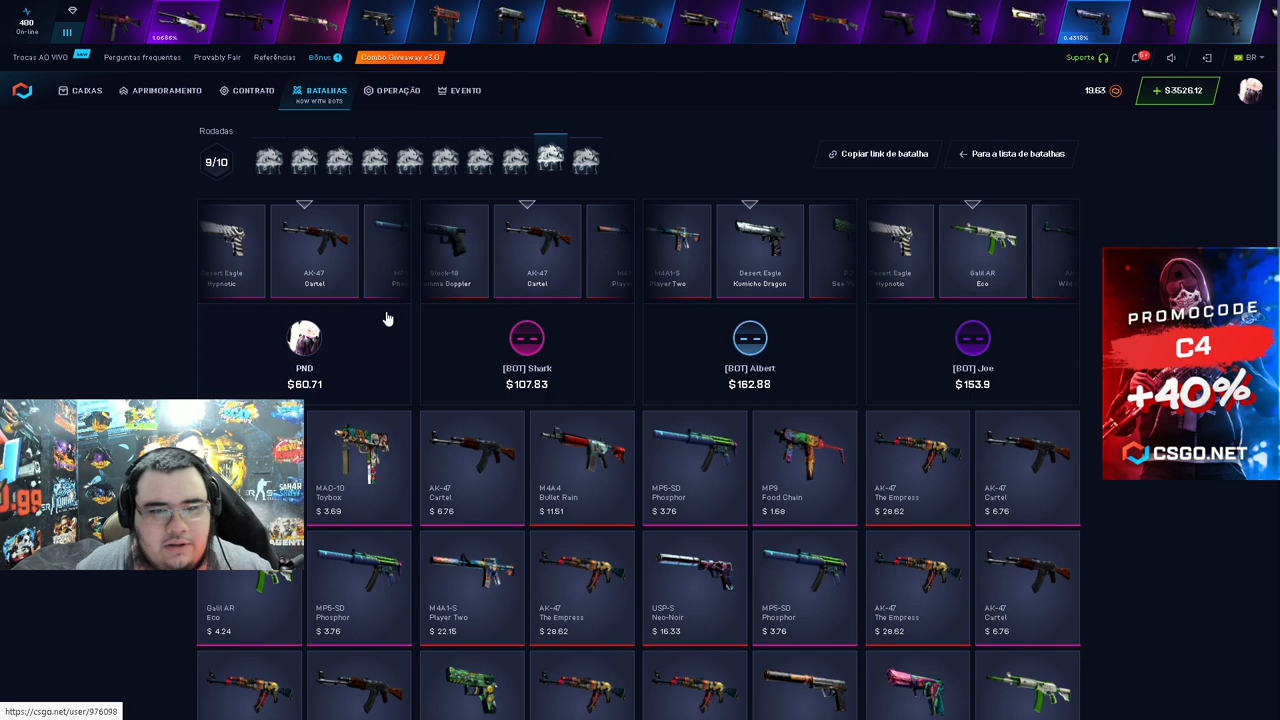 480
On-line
1.0686%
0.4318%
Trocas AO VIVO
NEW
Perguntas frequentes
Provably Fair
Referências
Bônus
Combo Giveaway v3.0
Suporte
5+
BR
CAIXAS
APRIMORAMENTO
CONTRATO
BATALHAS
NOW WITH BOTS
OPERAÇÃO
EVENTO
19.63
+ $3526.12
Rodadas
9/10
Copiar link de batalha
Para a lista de batalhas
Desert Eagle
Hypnotic
AK-47
Cartel
Glock-18
AK-47
Cartel
M4A1-S
Player Two
Desert Eagle
Kumicho Dragon
Desert Eagle
Hypnotic
Galil AR
Eco
PND
$60.71
[BOT] Shark
$107.83
[BOT] Albert
$162.88
[BOT] Joe
$153.9
PROMOCODE
C4
+40%
CSGO.NET
MAC-10
Toybox
$ 3.69
AK-47
Cartel
$ 6.76
M4A4
Bullet Rain
$ 11.51
MP5-SD
Phosphor
$ 3.76
MP9
Food Chain
$ 1.68
AK-47
The Empress
$ 28.62
AK-47
Cartel
$ 6.76
Galil AR
Eco
$ 4.24
MP5-SD
Phosphor
$ 3.76
M4A1-S
Player Two
$ 22.15
AK-47
The Empress
$ 28.62
USP-S
Neo-Noir
$ 16.33
MP5-SD
Phosphor
$ 3.76
AK-47
The Empress
$ 28.62
AK-47
Cartel
$ 6.76
https://csgo.net/user/976098